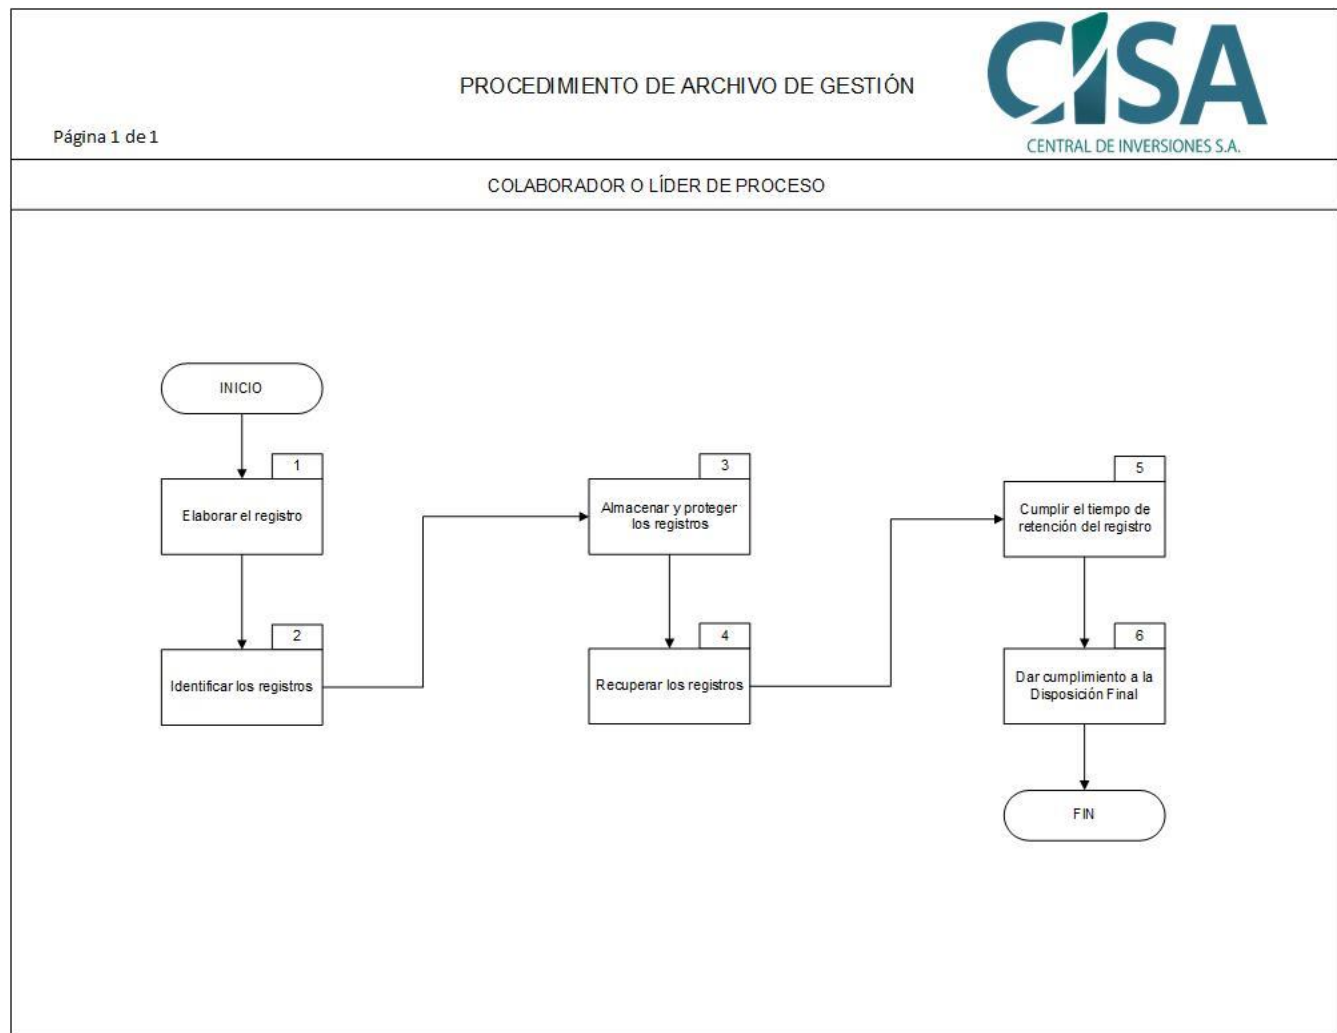 PROCEDIMIENTO DE ARCHIVO DE GESTIÓN
CISA
CENTRAL DE INVERSIONES S.A.
Página 1 de 1
COLABORADOR O LÍDER DE PROCESO
INICIO
1
Elaborar el registro
2
Identificar los registros
3
Almacenar y proteger
los registros
4
Recuperar los registros
5
Cumplir el tiempo de
retención del registro
6
Dar cumplimiento a la
Disposición Final
FIN